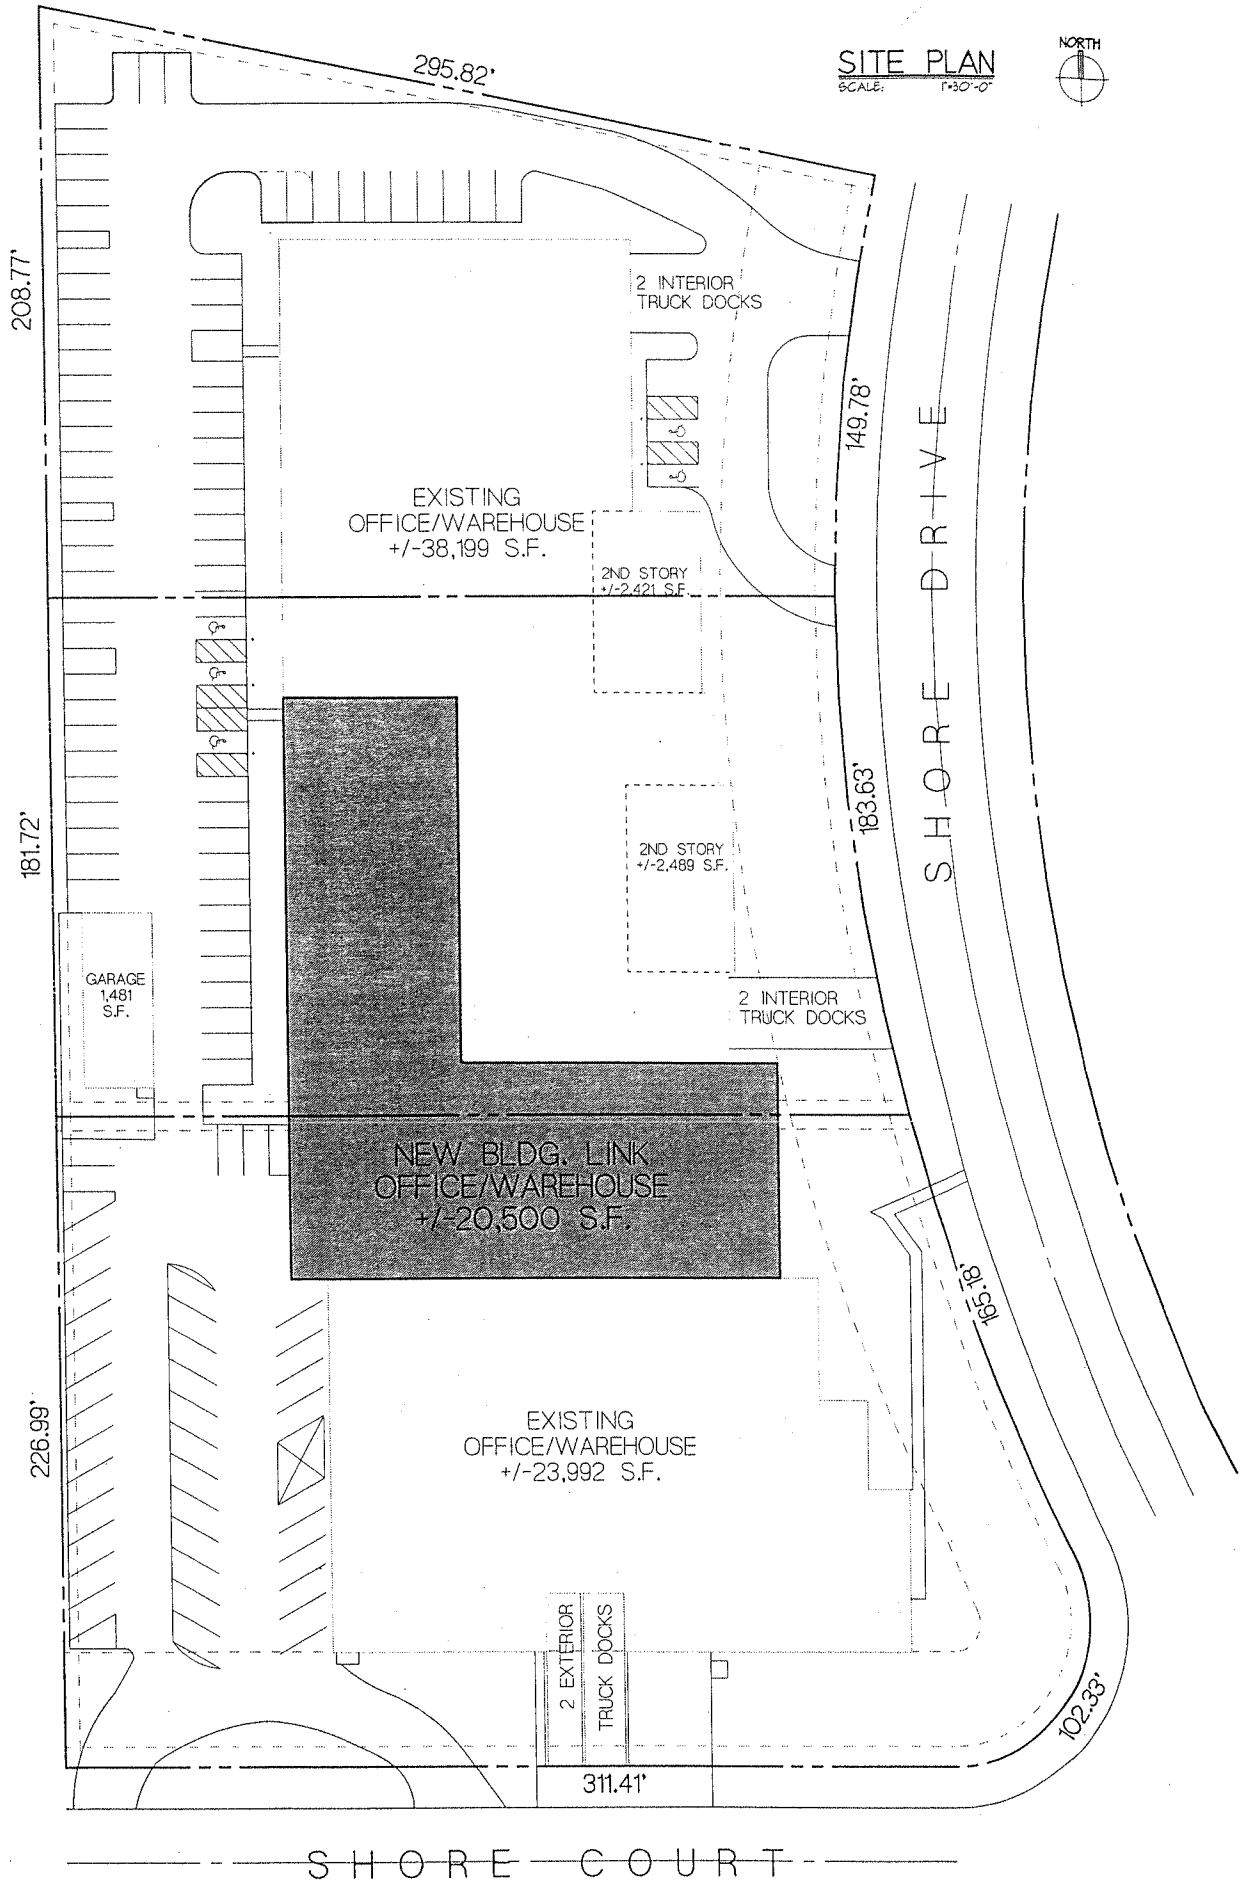 SITE PLAN
SCALE: 1"=30'-0"
NORTH
295.82'
208.77'
2 INTERIOR
TRUCK DOCKS
149.78'
EXISTING
OFFICE/WAREHOUSE
+/-38,199 S.F.
2ND STORY
+/-2,421 S.F.
SHORE DRIVE
181.72'
183.63'
2ND STORY
+/-2,489 S.F.
GARAGE
1,481
S.F.
2 INTERIOR
TRUCK DOCKS
NEW BLDG. LINK
OFFICE/WAREHOUSE
+/-20,500 S.F.
165.18'
226.99'
EXISTING
OFFICE/WAREHOUSE
+/-23,992 S.F.
2 EXTERIOR
TRUCK DOCKS
102.33'
311.41'
SHORE COURT